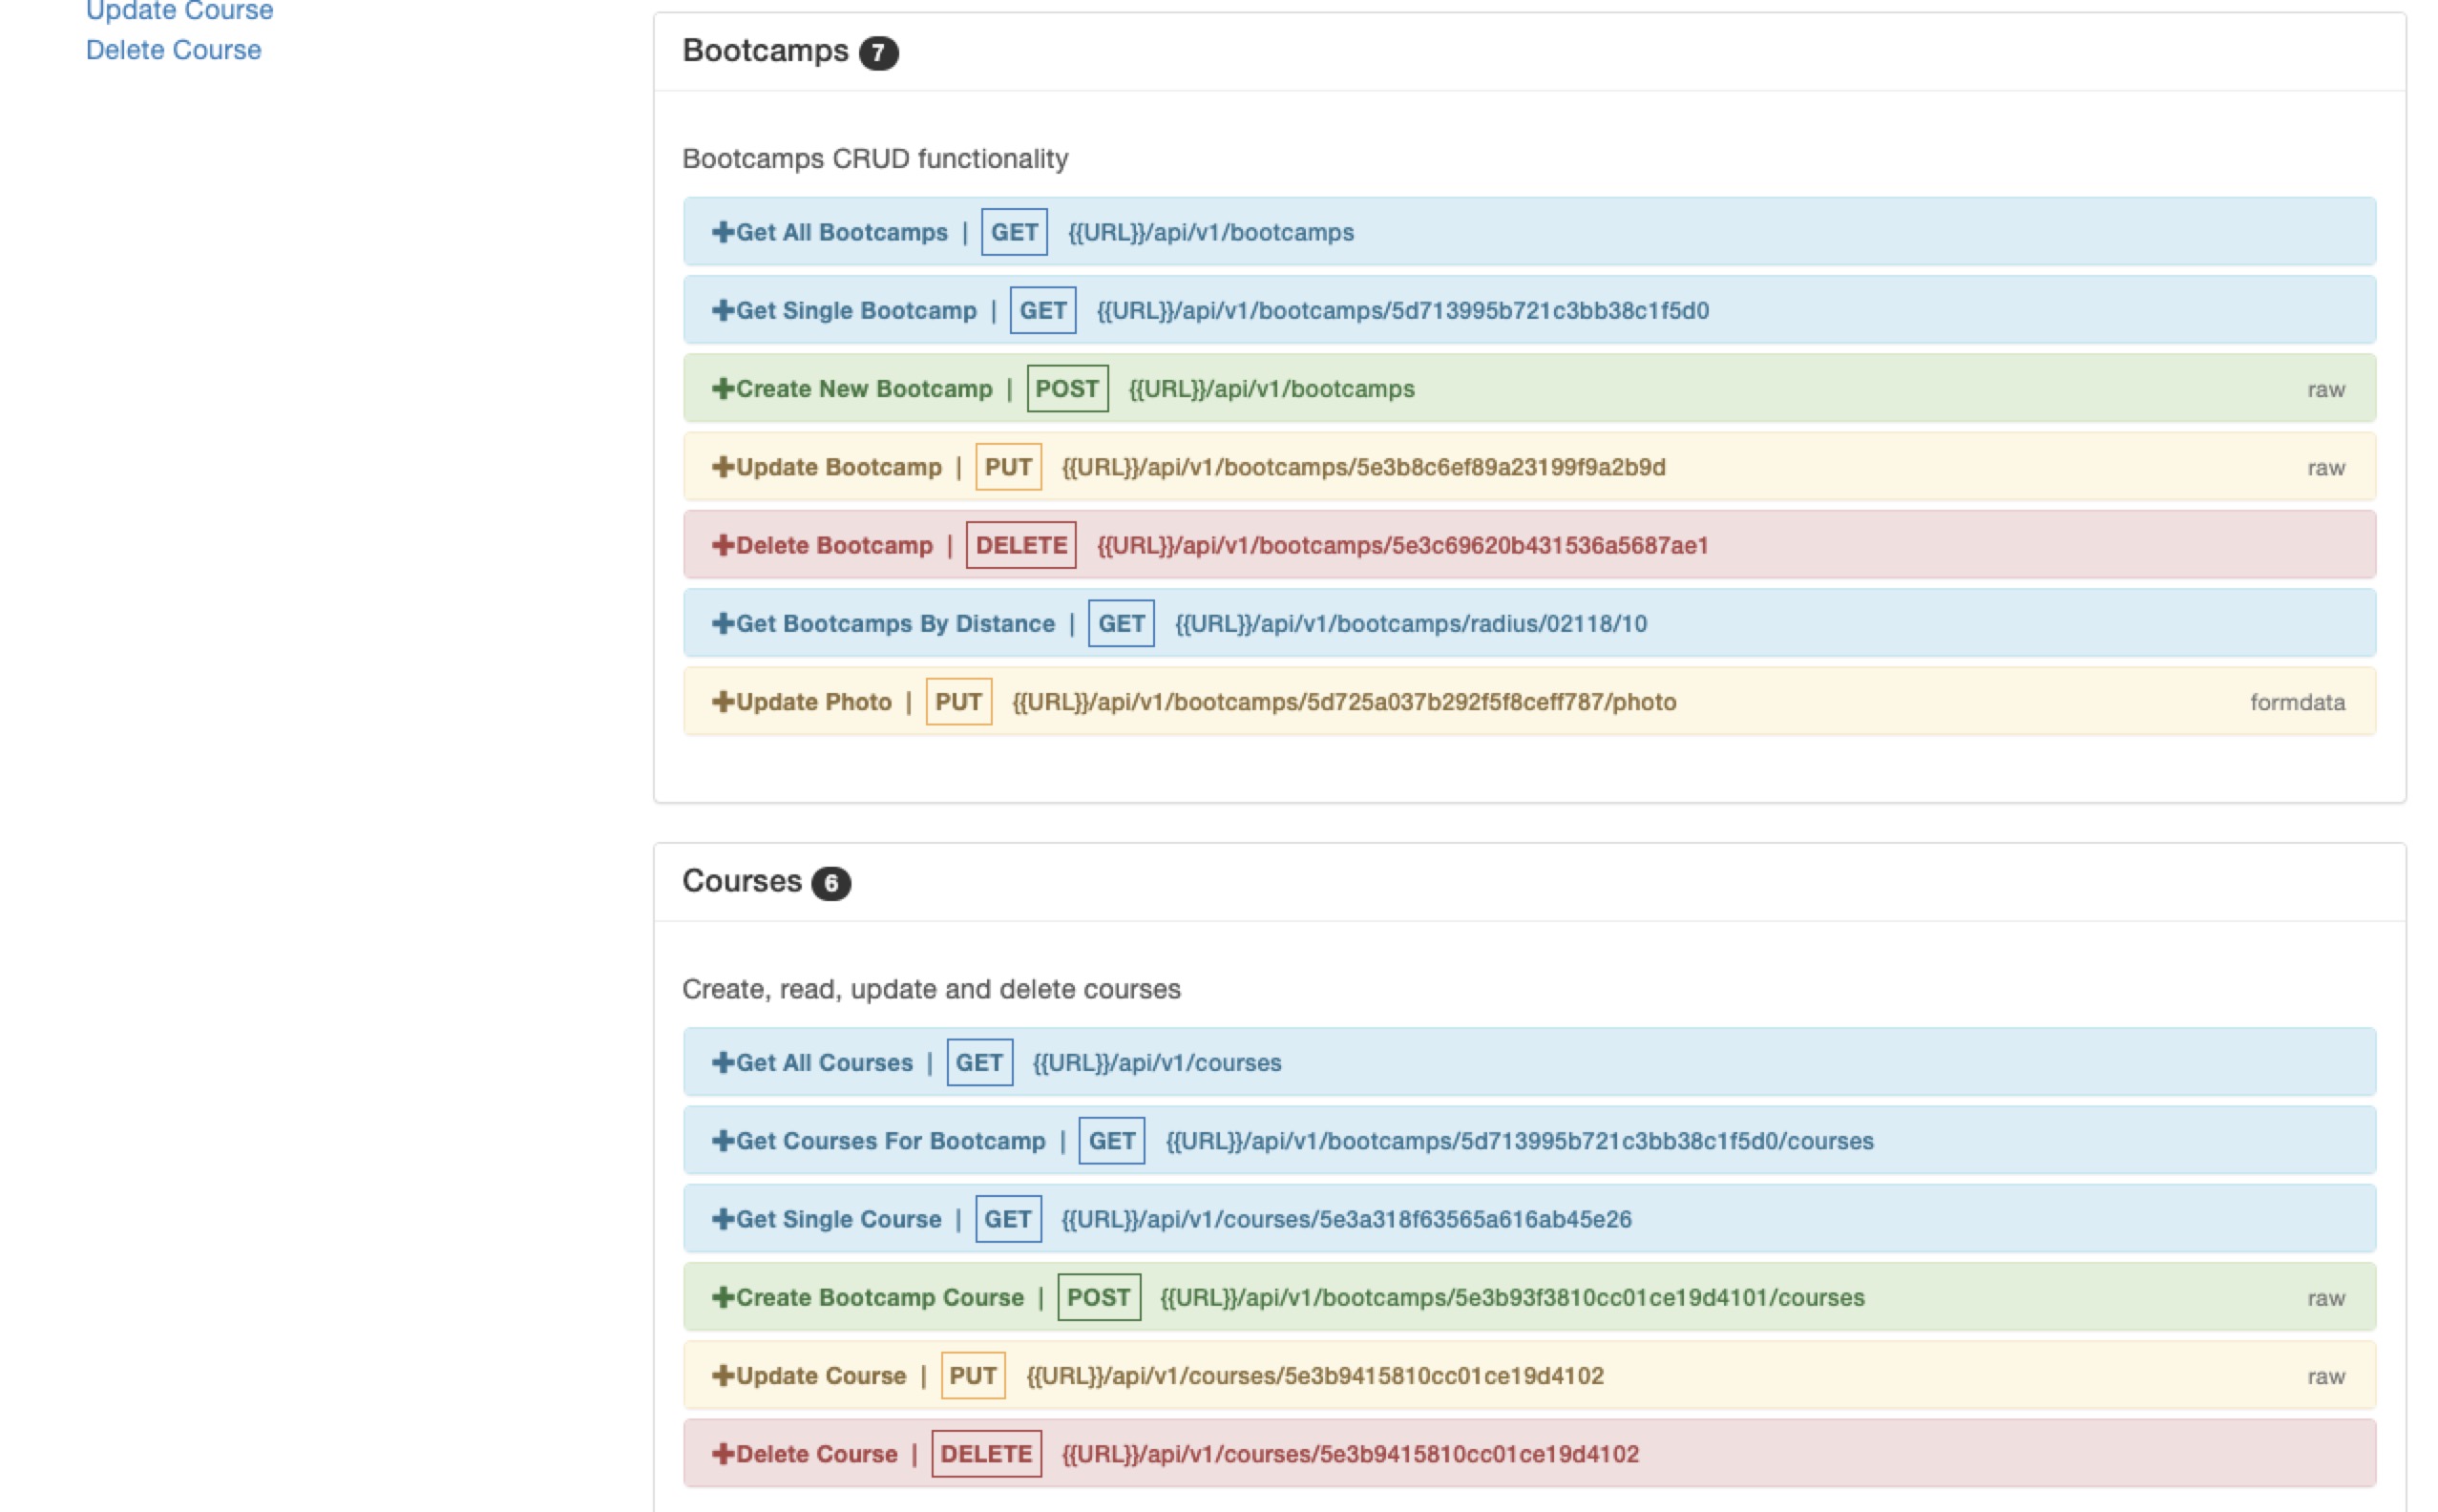 Update Course
Delete Course
Bootcamps 7
Bootcamps CRUD functionality
Get All Bootcamps | GET {{URL}}/api/v1/bootcamps
Get Single Bootcamp | GET {{URL}}/api/v1/bootcamps/5d713995b721c3bb38c1f5d0
Create New Bootcamp | POST {{URL}}/api/v1/bootcamps raw
Update Bootcamp | PUT {{URL}}/api/v1/bootcamps/5e3b8c6ef89a23199f9a2b9d raw
Delete Bootcamp | DELETE {{URL}}/api/v1/bootcamps/5e3c69620b431536a5687ae1
Get Bootcamps By Distance | GET {{URL}}/api/v1/bootcamps/radius/02118/10
Update Photo | PUT {{URL}}/api/v1/bootcamps/5d725a037b292f5f8ceff787/photo formdata
Courses 6
Create, read, update and delete courses
Get All Courses | GET {{URL}}/api/v1/courses
Get Courses For Bootcamp | GET {{URL}}/api/v1/bootcamps/5d713995b721c3bb38c1f5d0/courses
Get Single Course | GET {{URL}}/api/v1/courses/5e3a318f63565a616ab45e26
Create Bootcamp Course | POST {{URL}}/api/v1/bootcamps/5e3b93f3810cc01ce19d4101/courses raw
Update Course | PUT {{URL}}/api/v1/courses/5e3b9415810cc01ce19d4102 raw
Delete Course | DELETE {{URL}}/api/v1/courses/5e3b9415810cc01ce19d4102